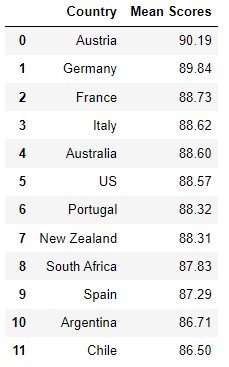 Country Mean Scores
0 Austria 90.19
1 Germany 89.84
2 France 88.73
3 Italy 88.62
4 Australia 88.60
5 US 88.57
6 Portugal 88.32
7 New Zealand 88.31
8 South Africa 87.83
9 Spain 87.29
10 Argentina 86.71
11 Chile 86.50